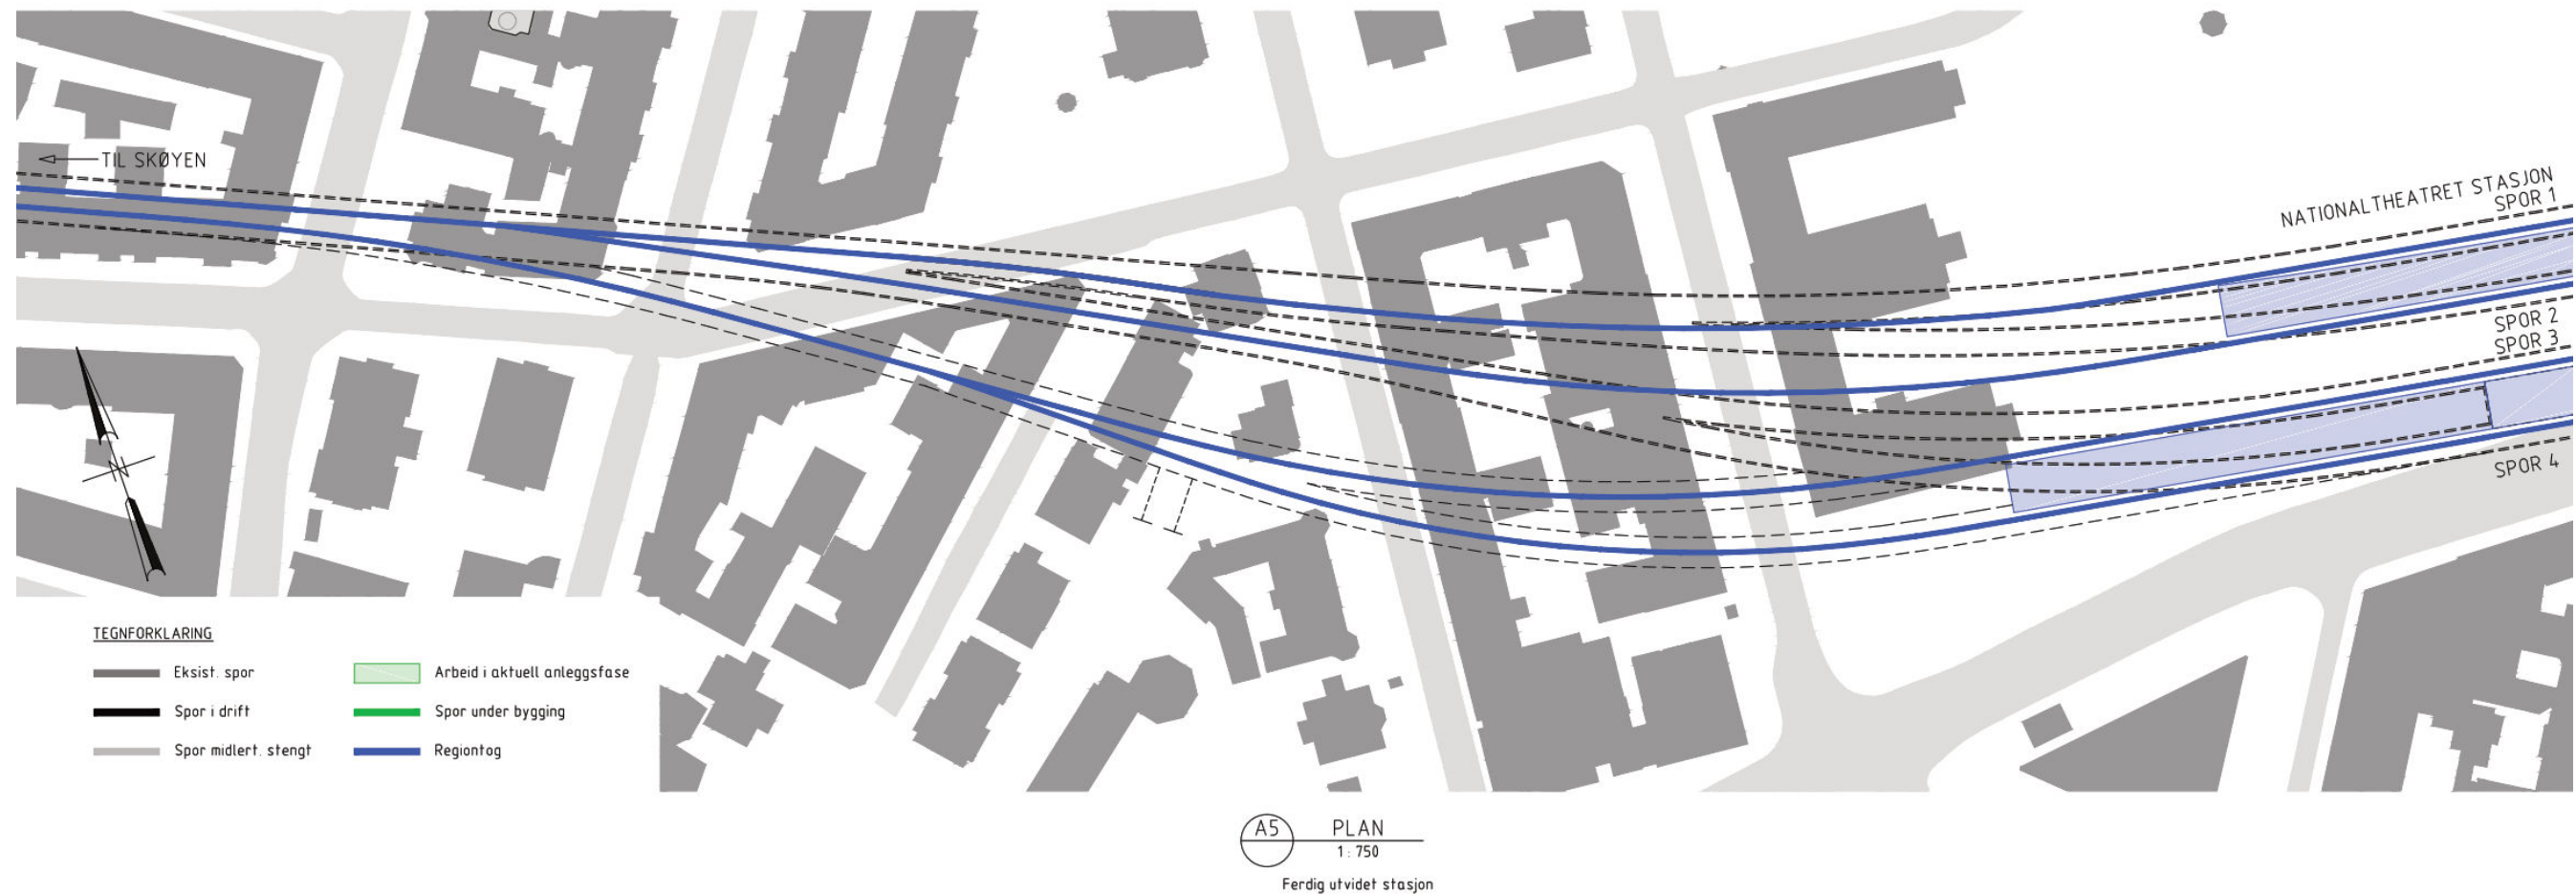 TIL SKØYEN
NATIONALTHEATRET STASJON
SPOR 1
SPOR 2
SPOR 3
SPOR 4
N
TEGNFORKLARING
Eksist. spor
Spor i drift
Spor midlert. stengt
Arbeid i aktuell anleggsfase
Spor under bygging
Regiontog
A5 PLAN
1 : 750
Ferdig utvidet stasjon